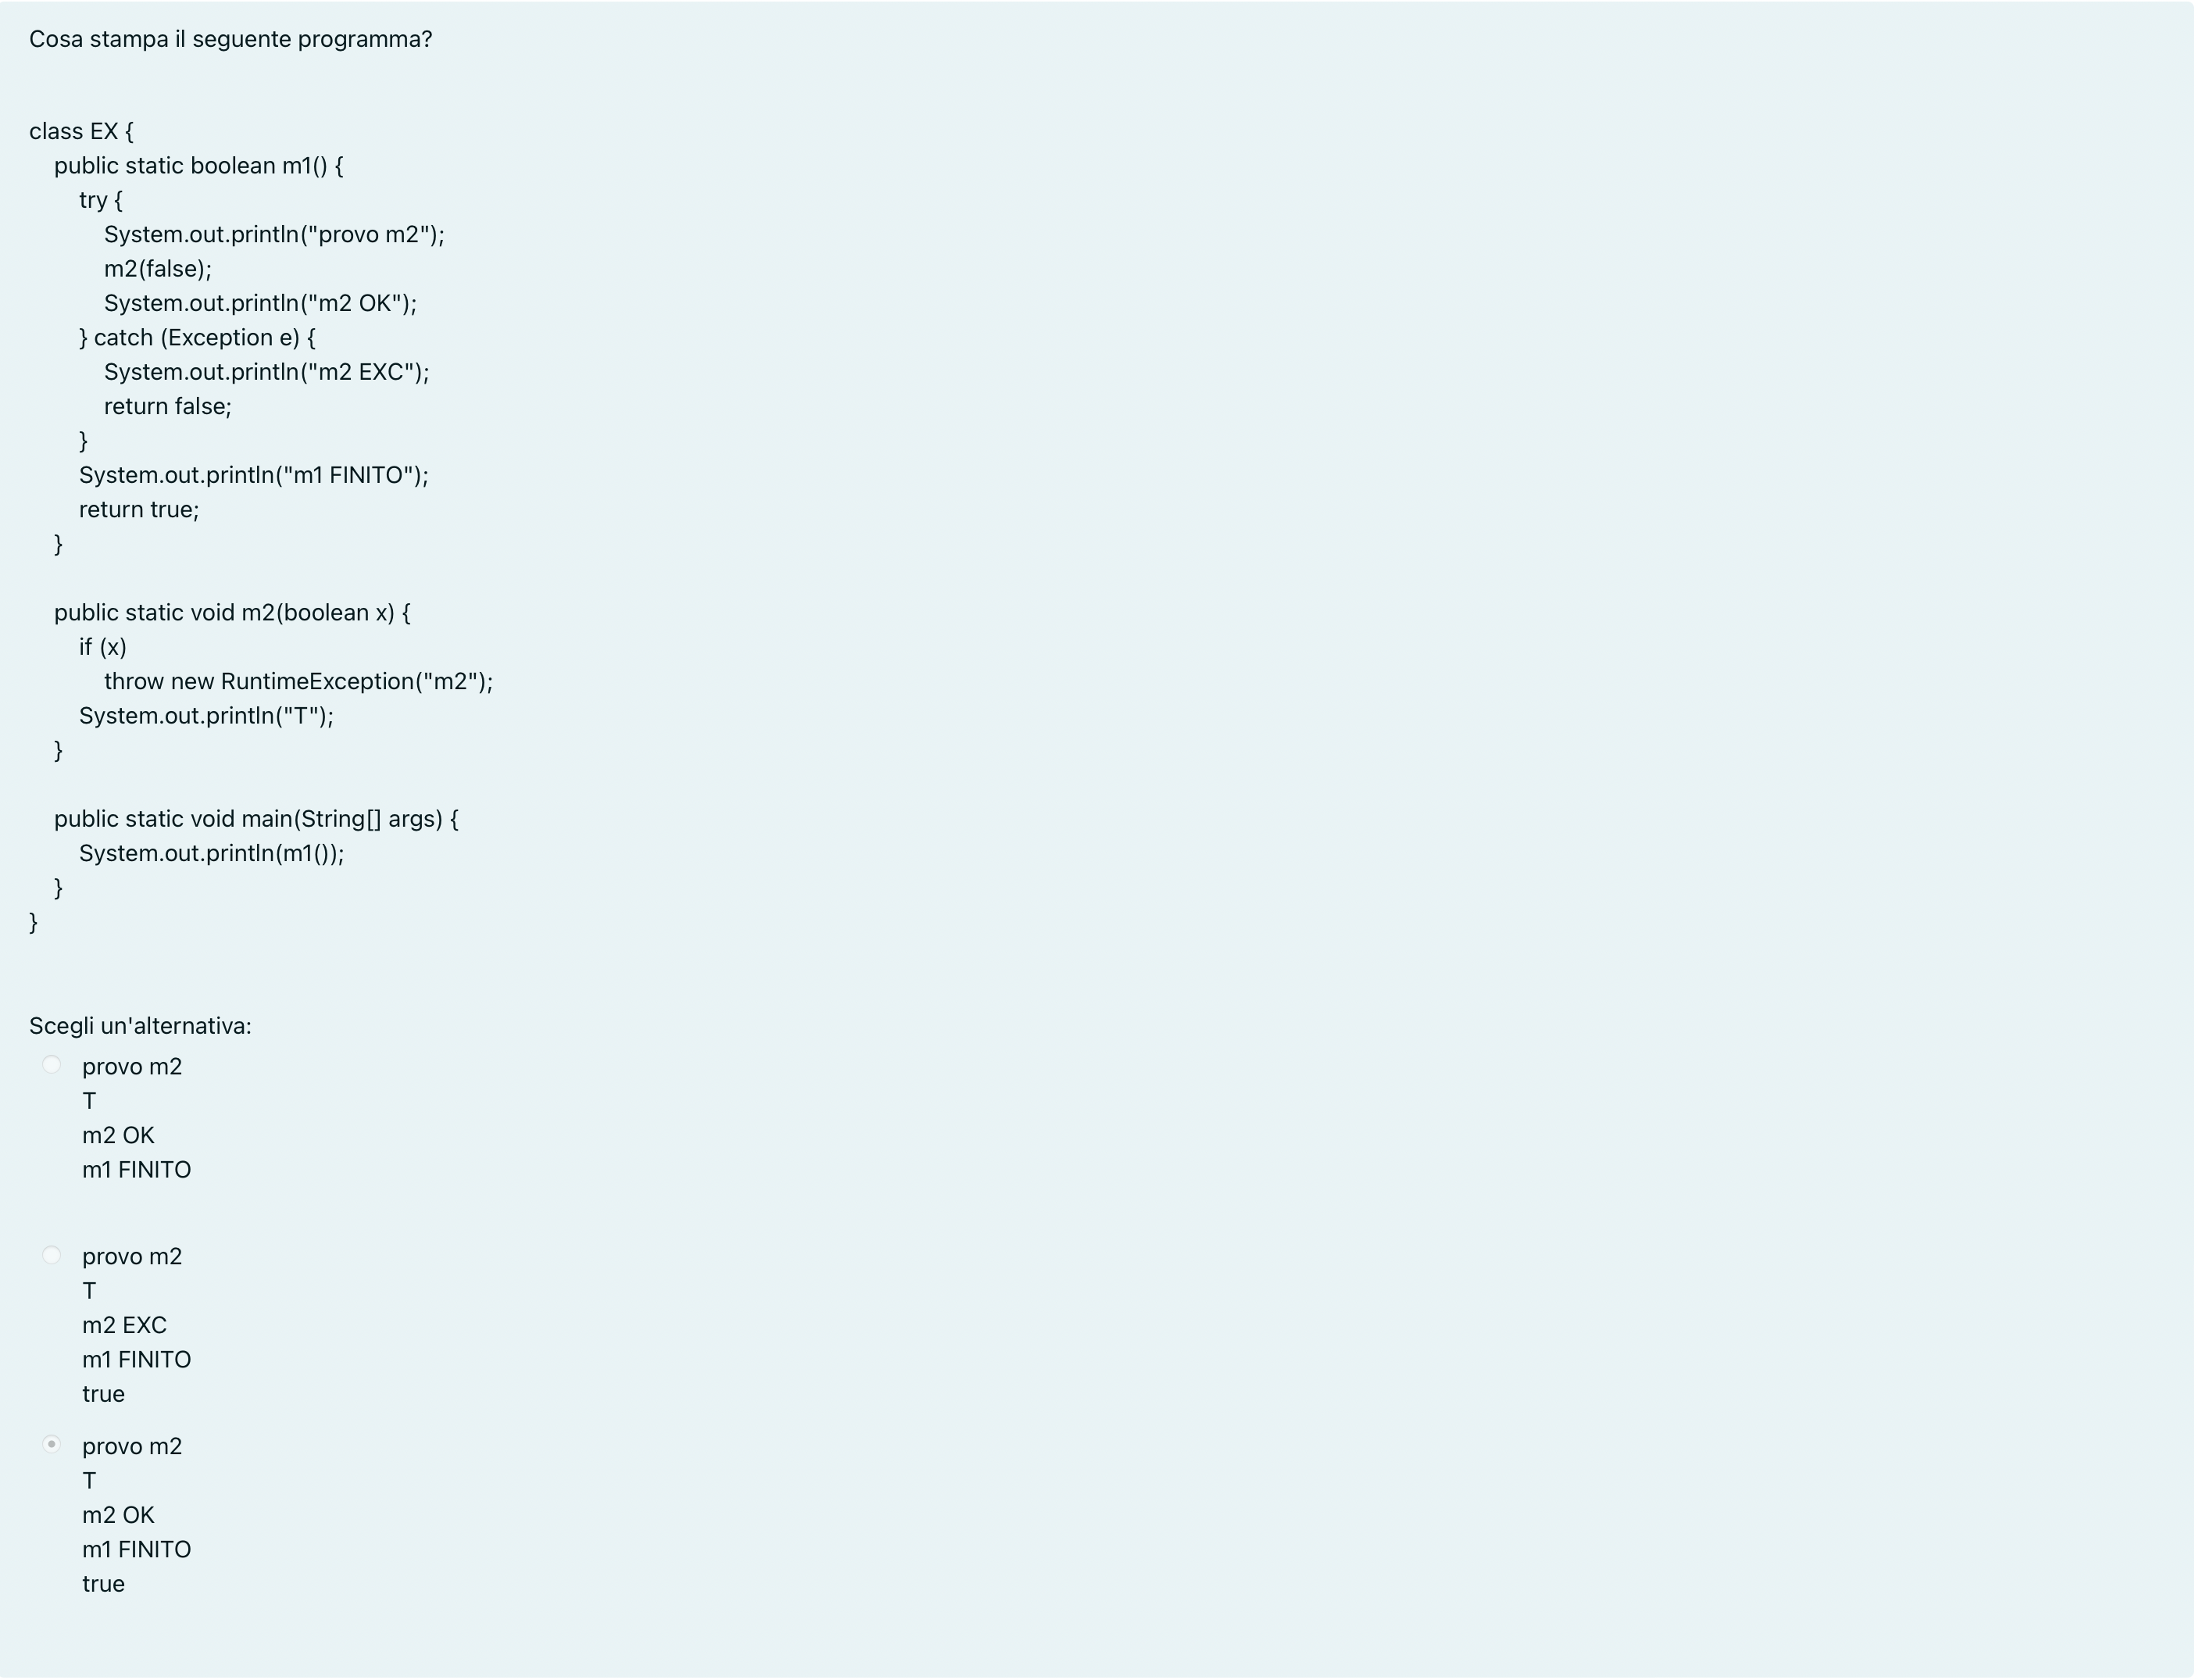 Cosa stampa il seguente programma?
class EX {
public static boolean m1() {
try {
System.out.println("provo m2");
m2(false);
System.out.println("m2 OK");
} catch (Exception e) {
System.out.println("m2 EXC");
return false;
}
System.out.println("m1 FINITO");
return true;
}
public static void m2(boolean x) {
if (x)
throw new RuntimeException("m2");
System.out.println("T");
}
public static void main(String[] args) {
System.out.println(m1());
}
}
Scegli un'alternativa:
provo m2
T
m2 OK
m1 FINITO
provo m2
T
m2 EXC
m1 FINITO
true
provo m2
T
m2 OK
m1 FINITO
true